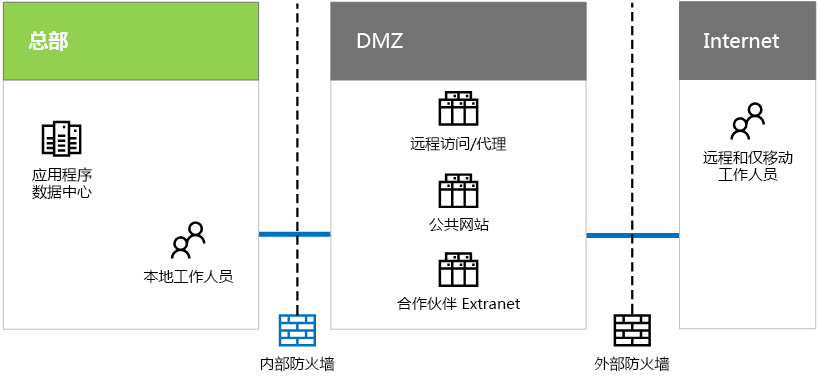 总部
DMZ
Internet
应用程序
数据中心
本地工作人员
远程访问/代理
公共网站
合作伙伴 Extranet
远程和仅移动
工作人员
内部防火墙
外部防火墙